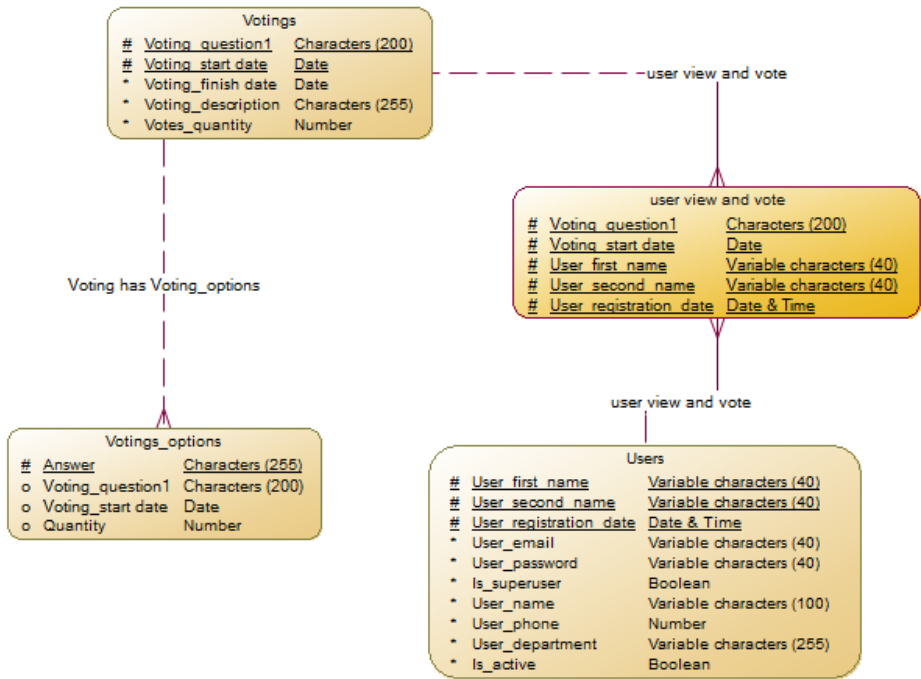 Votings
# Voting_question1 Characters (200)
# Voting_start date Date
* Voting_finish date Date
* Voting_description Characters (255)
* Votes_quantity Number
user view and vote
user view and vote
# Voting_question1 Characters (200)
# Voting_start date Date
# User_first_name Variable characters (40)
# User_second_name Variable characters (40)
# User_registration_date Date & Time
Voting has Voting_options
user view and vote
Votings_options
# Answer Characters (255)
o Voting_question1 Characters (200)
o Voting_start date Date
o Quantity Number
Users
# User_first_name Variable characters (40)
# User_second_name Variable characters (40)
# User_registration_date Date & Time
* User_email Variable characters (40)
* User_password Variable characters (40)
* Is_superuser Boolean
* User_name Variable characters (100)
* User_phone Number
* User_department Variable characters (255)
* Is_active Boolean